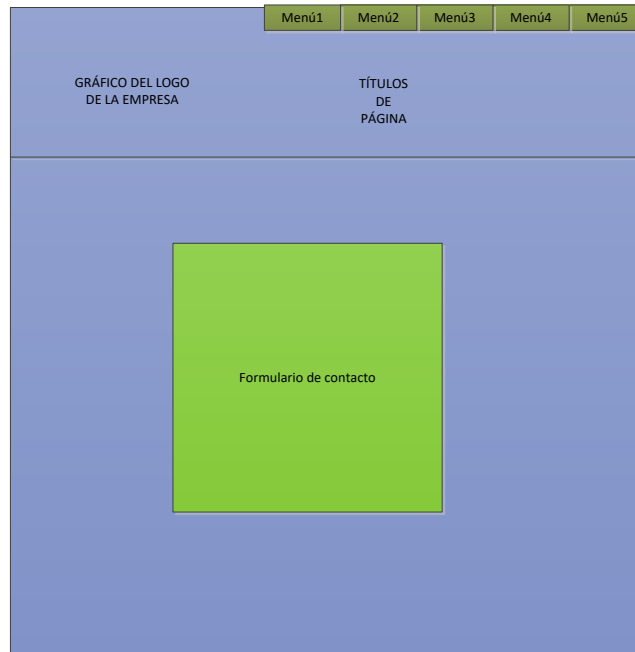 Menú1 Menú2 Menú3 Menú4 Menú5
GRÁFICO DEL LOGO
DE LA EMPRESA
TÍTULOS
DE
PÁGINA
Formulario de contacto